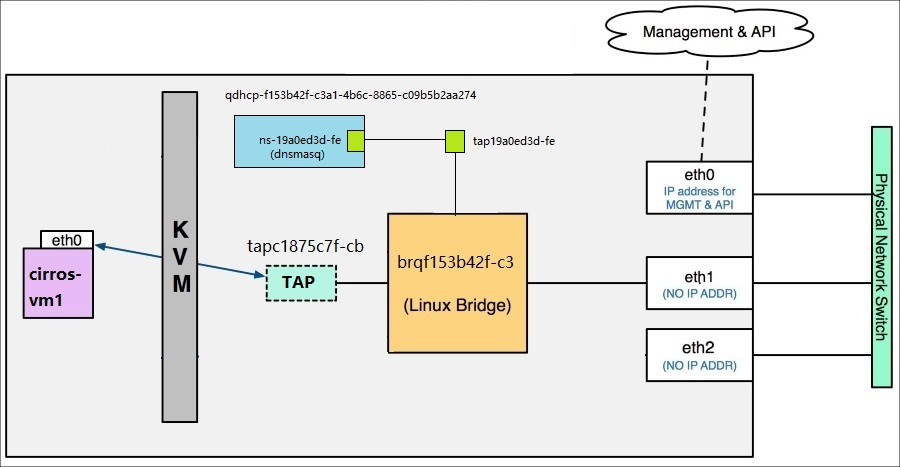 Management & API
qdhcp-f153b42f-c3a1-4b6c-8865-c09b5b2aa274
ns-19a0ed3d-fe
(dnsmasq)
tap19a0ed3d-fe
eth0
IP address for
MGMT & API
KVM
Physical Network Switch
eth0
cirros-
vm1
tapc1875c7f-cb
TAP
brqf153b42f-c3
(Linux Bridge)
eth1
(NO IP ADDR)
eth2
(NO IP ADDR)